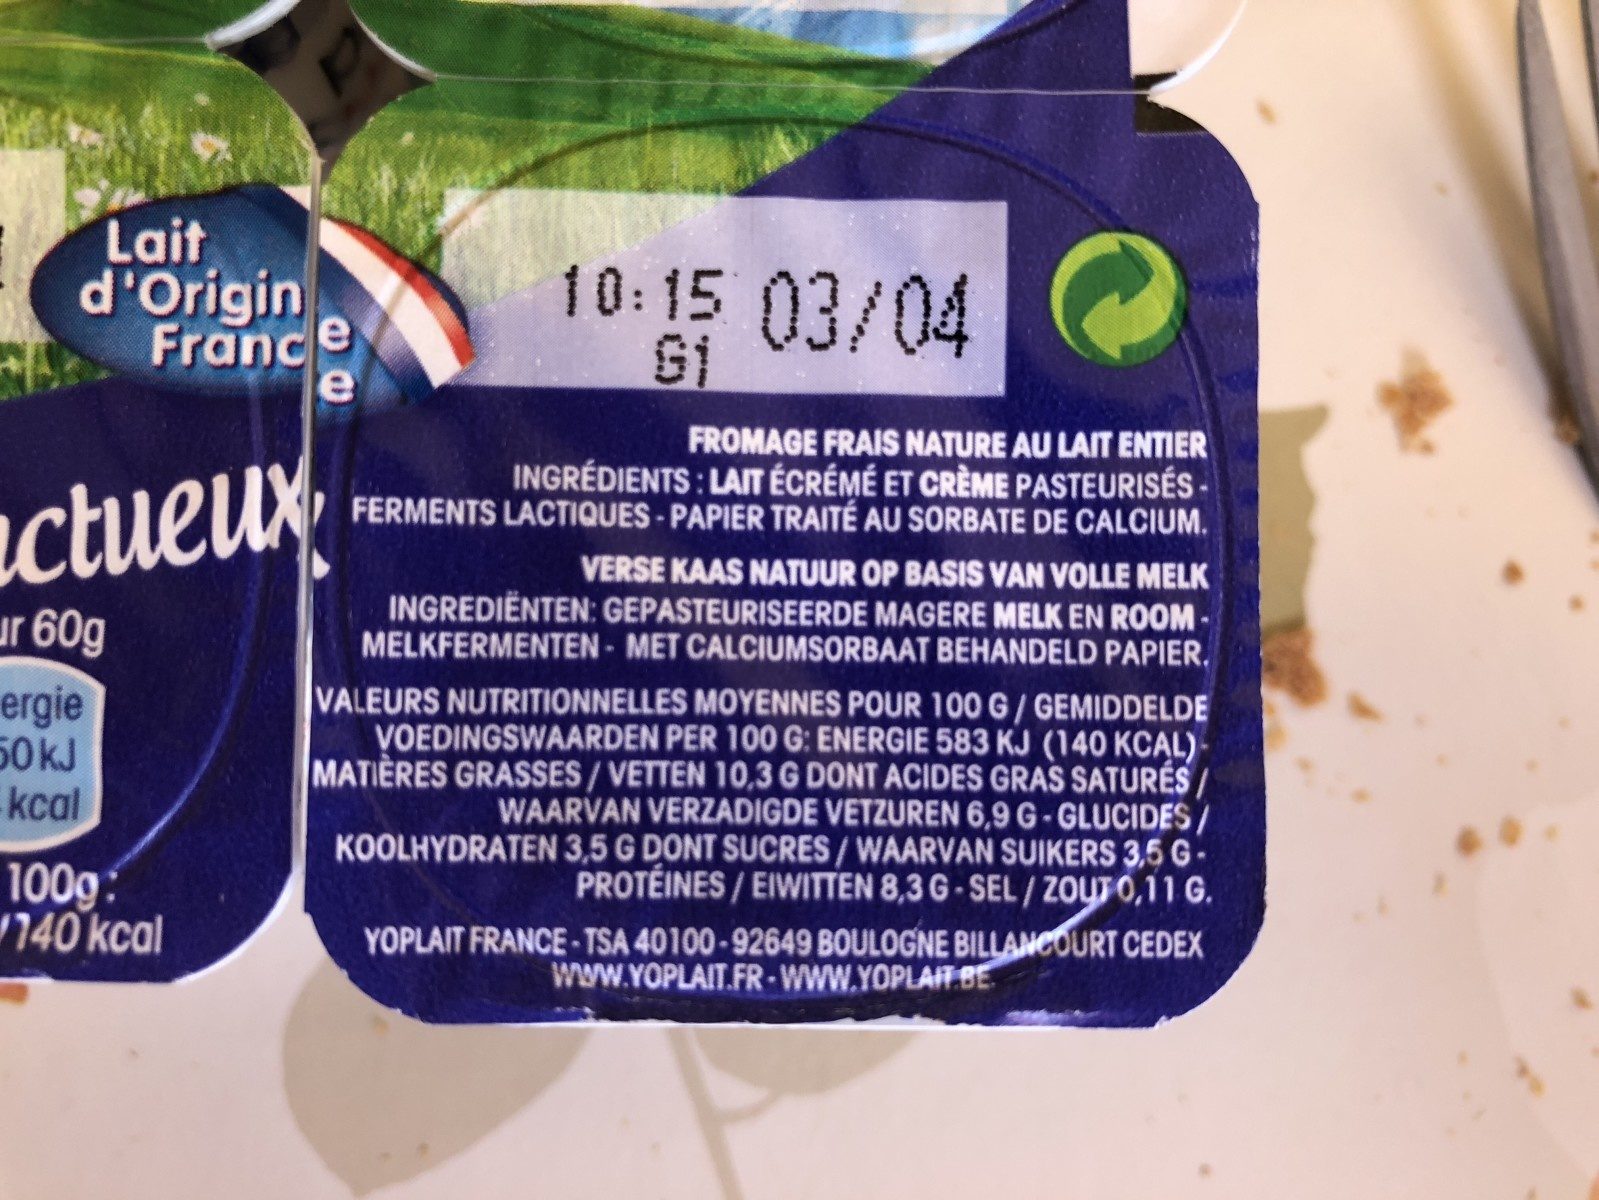 Lait
d'Origine
France
10:15 03/04
G1
FROMAGE FRAIS NATURE AU LAIT ENTIER
INGRÉDIENTS : LAIT ÉCRÉMÉ ET CRÈME PASTEURISÉS -
FERMENTS LACTIQUES - PAPIER TRAITÉ AU SORBATE DE CALCIUM.
VERSE KAAS NATUUR OP BASIS VAN VOLLE MELK
INGREDIËNTEN: GEPASTEURISEERDE MAGERE MELK EN ROOM -
MELKFERMENTEN - MET CALCIUMSORBAAT BEHANDELD PAPIER.
VALEURS NUTRITIONNELLES MOYENNES POUR 100 G / GEMIDDELDE
VOEDINGSWAARDEN PER 100 G: ENERGIE 583 KJ (140 KCAL) -
MATIÈRES GRASSES / VETTEN 10,3 G DONT ACIDES GRAS SATURÉS /
WAARVAN VERZADIGDE VETZUREN 6,9 G - GLUCIDES /
KOOLHYDRATEN 3,5 G DONT SUCRES / WAARVAN SUIKERS 3,5 G -
PROTÉINES / EIWITTEN 8,3 G - SEL / ZOUT 0,11 G.
YOPLAIT FRANCE - TSA 40100 - 92649 BOULOGNE BILLANCOURT CEDEX
WWW.YOPLAIT.FR - WWW.YOPLAIT.BE
ctueux
60g
ergie
50 kJ
kcal
100g :
/140 kcal